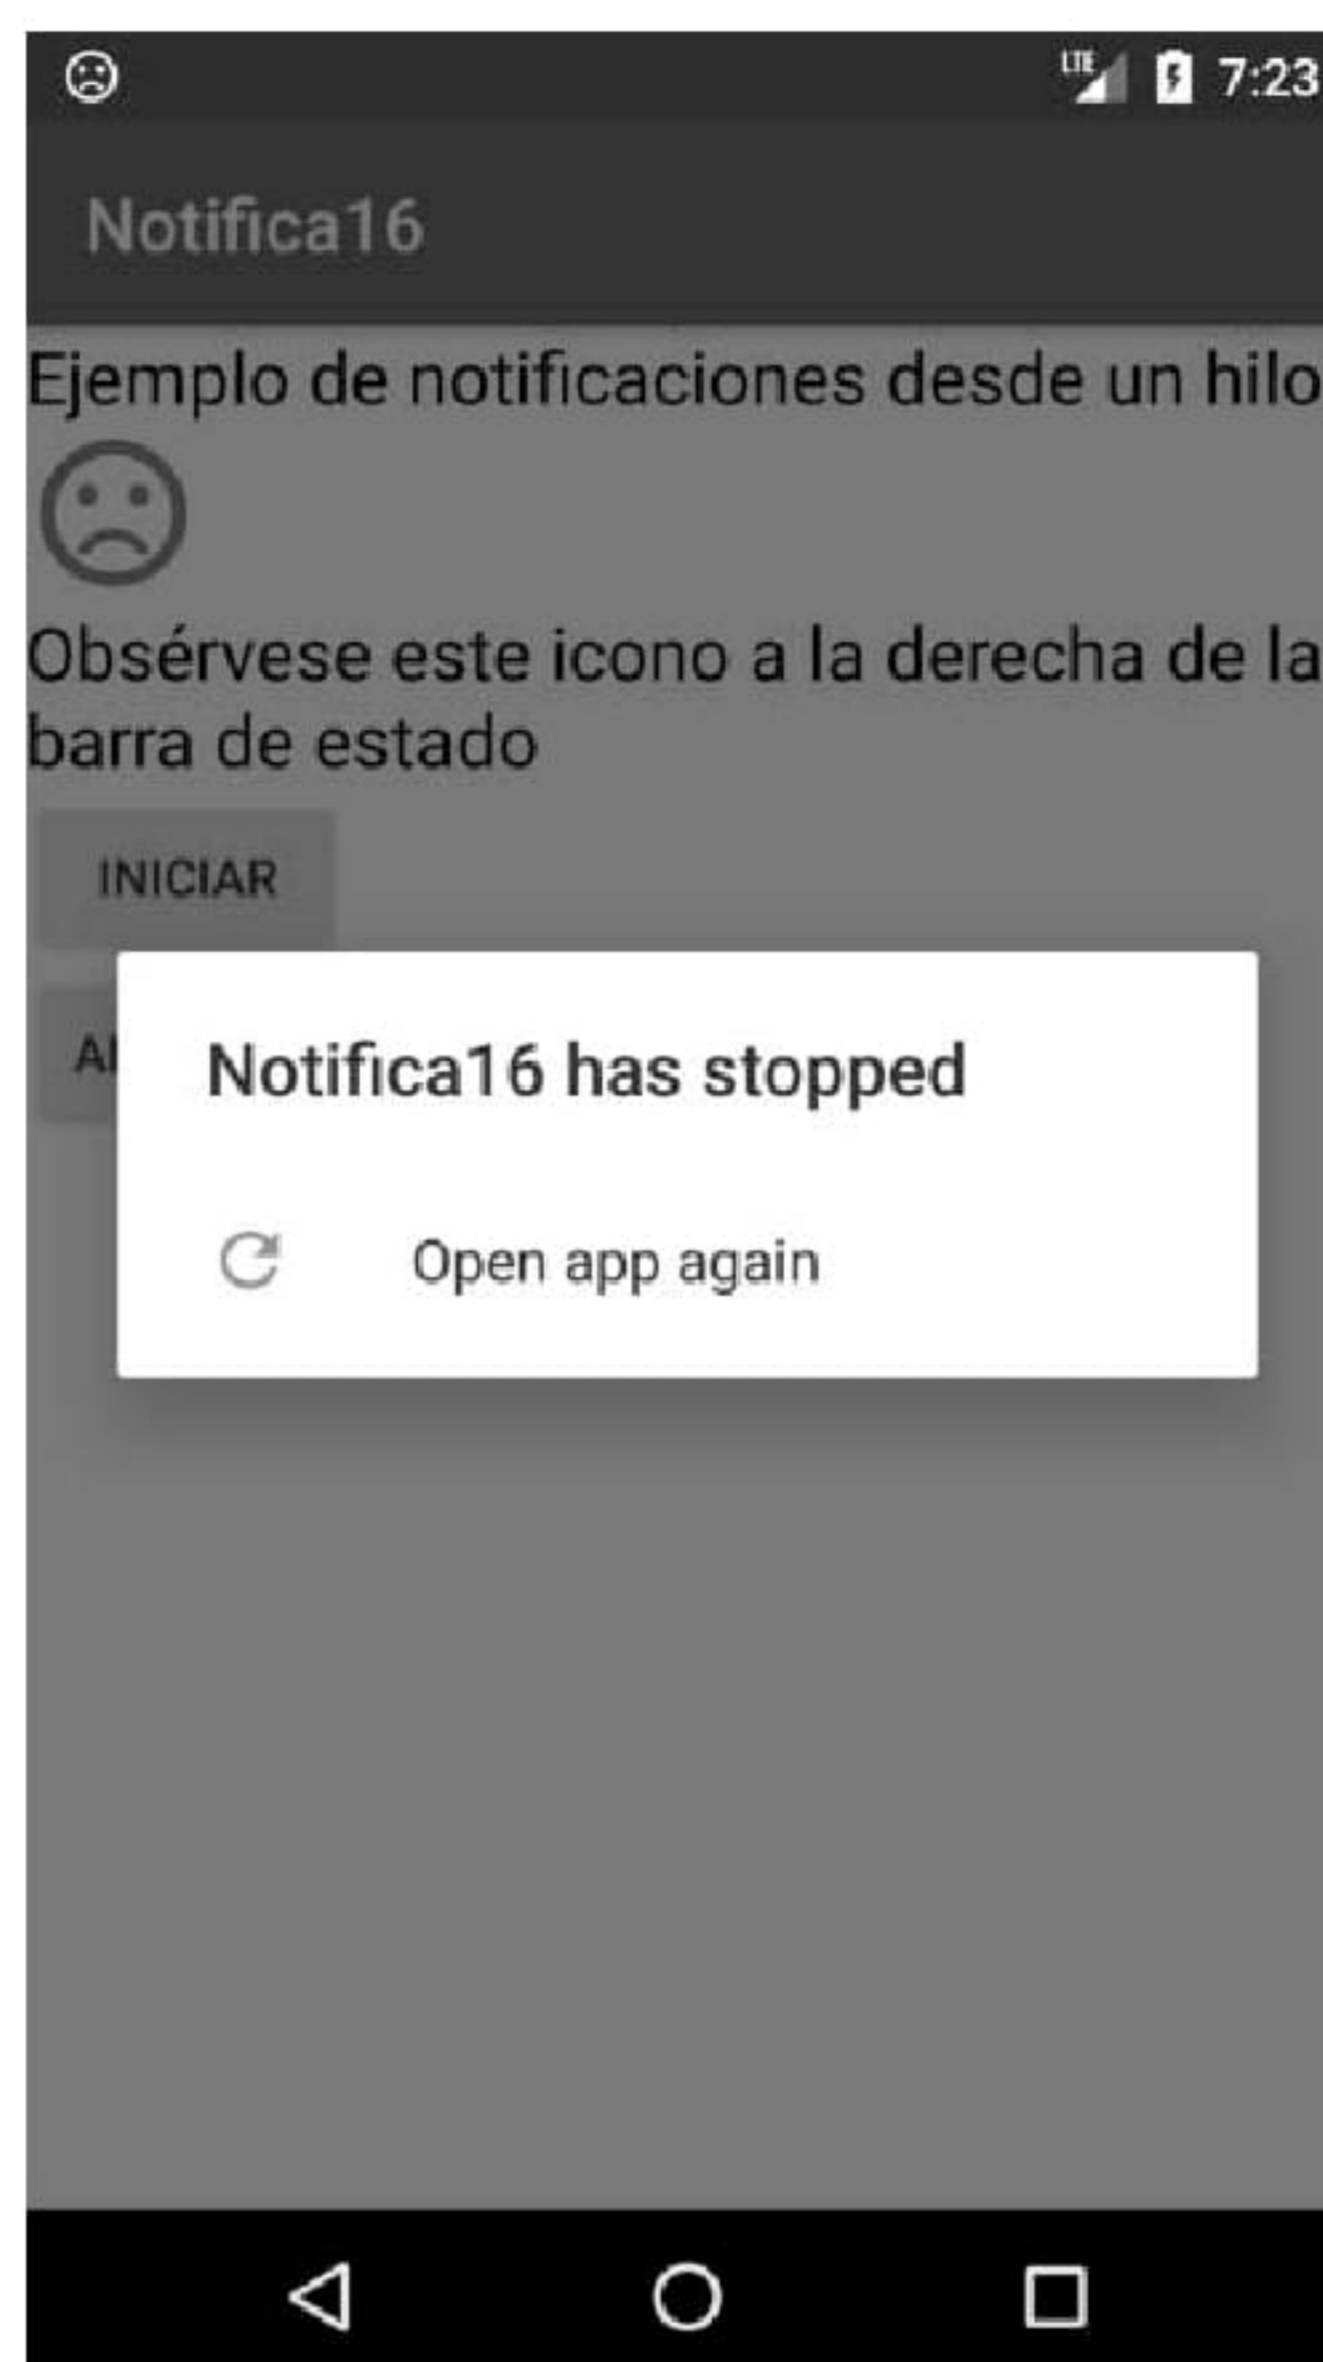 LTE 7:23
Notifica16
Ejemplo de notificaciones desde un hilo
Obsérvese este icono a la derecha de la
barra de estado
INICIAR
Notifica16 has stopped
Open app again